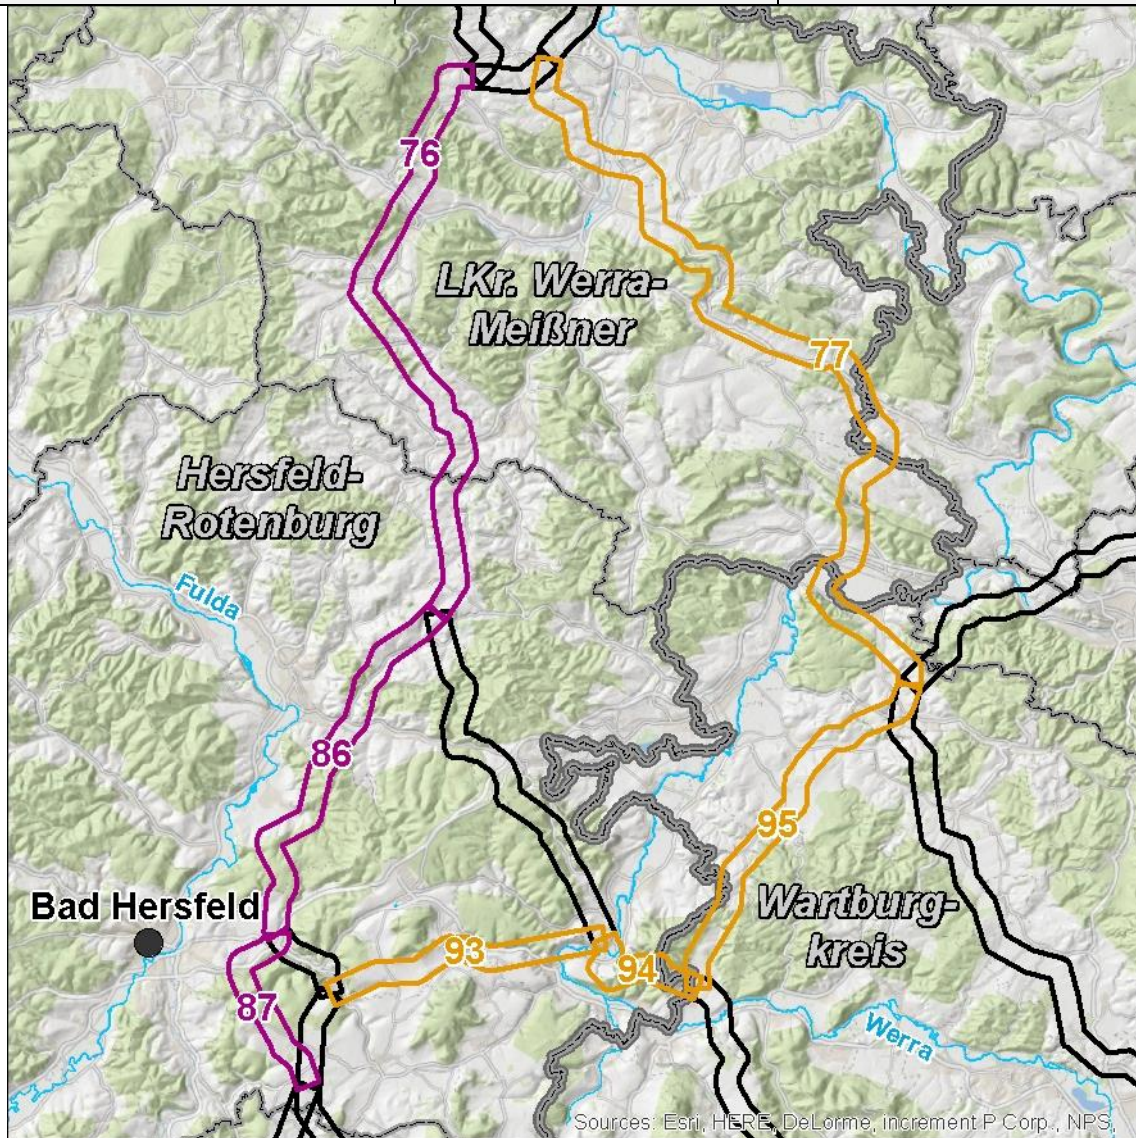 76
LKr. Werra-
Meißner
77
Hersfeld-
Rotenburg
Fulda
86
95
Bad Hersfeld
Wartburg-
kreis
93
94
87
Werra
Sources: Esri, HERE, DeLorme, increment P Corp., NPS,